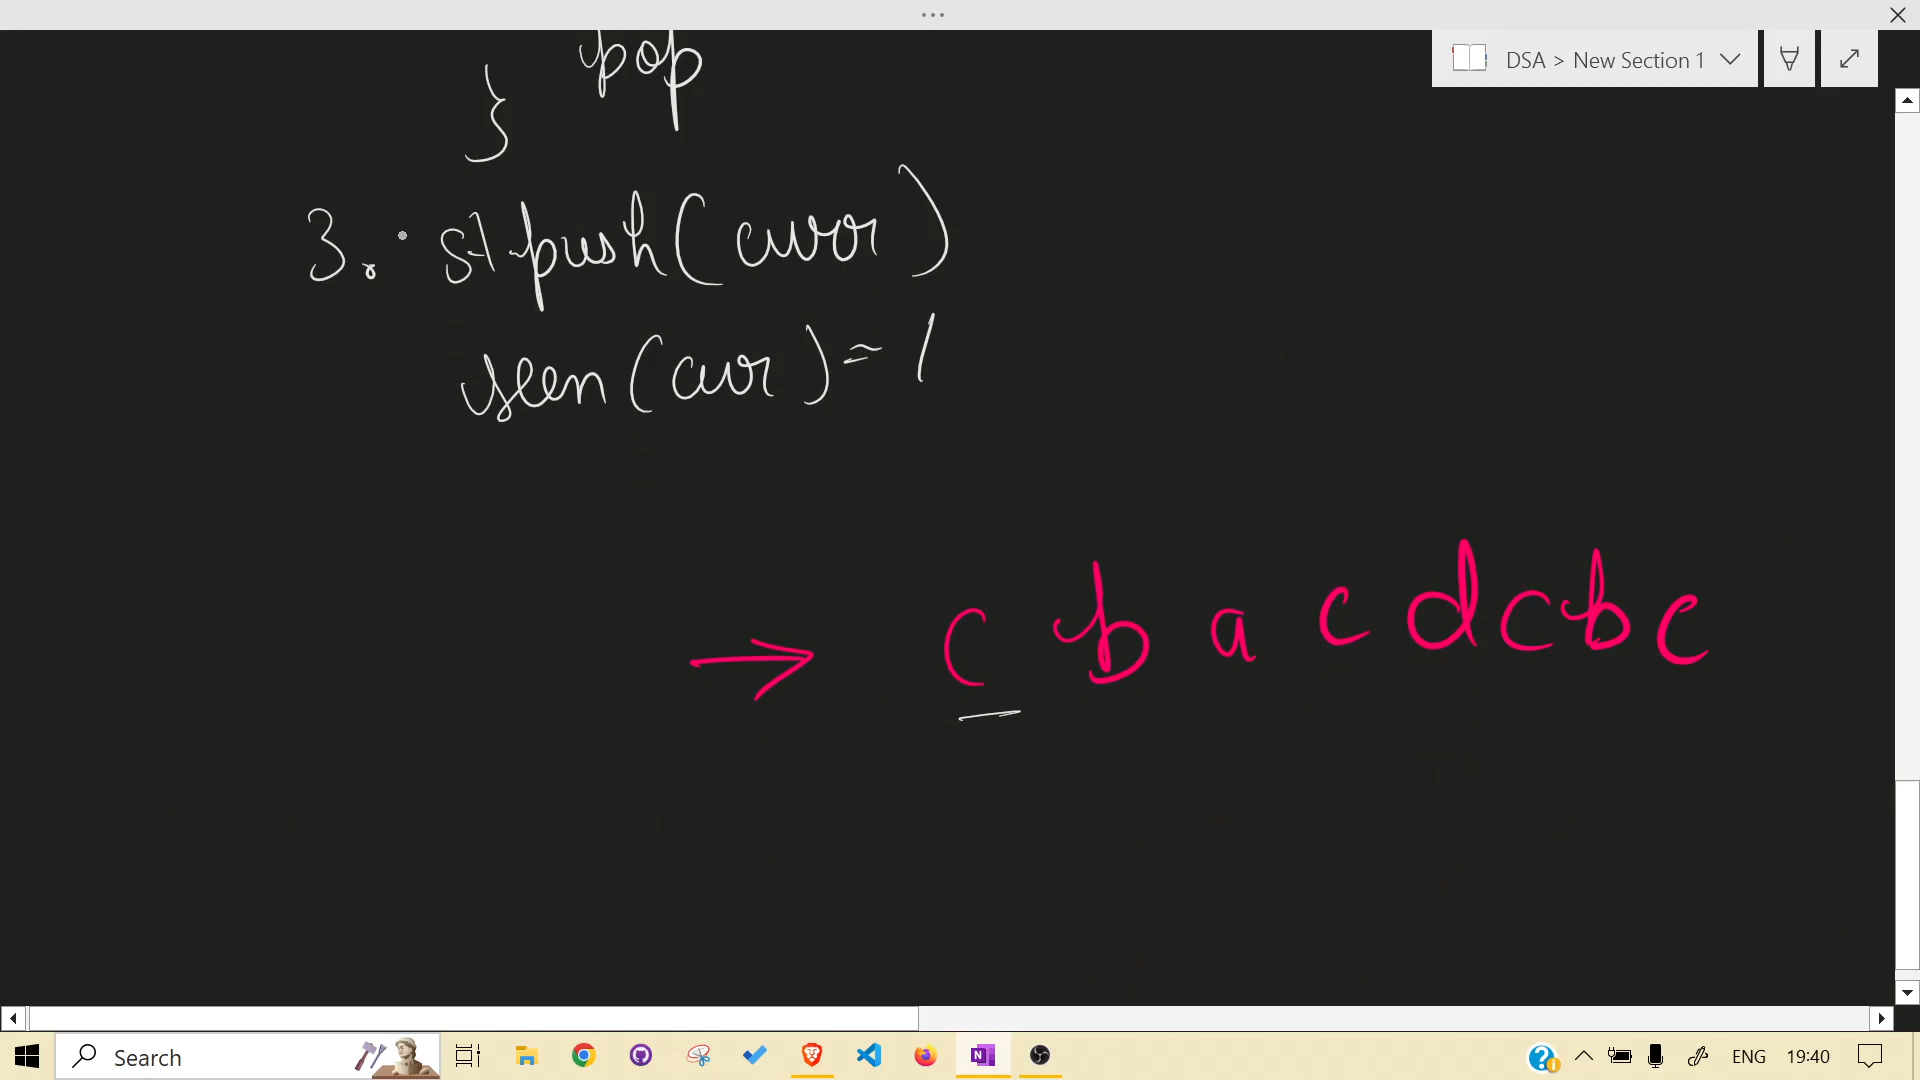 DSA > New Section 1
pop
}
3. st.push(curr)
seen(curr)=1
→ c b a c d c b c
Search
ENG 19:40